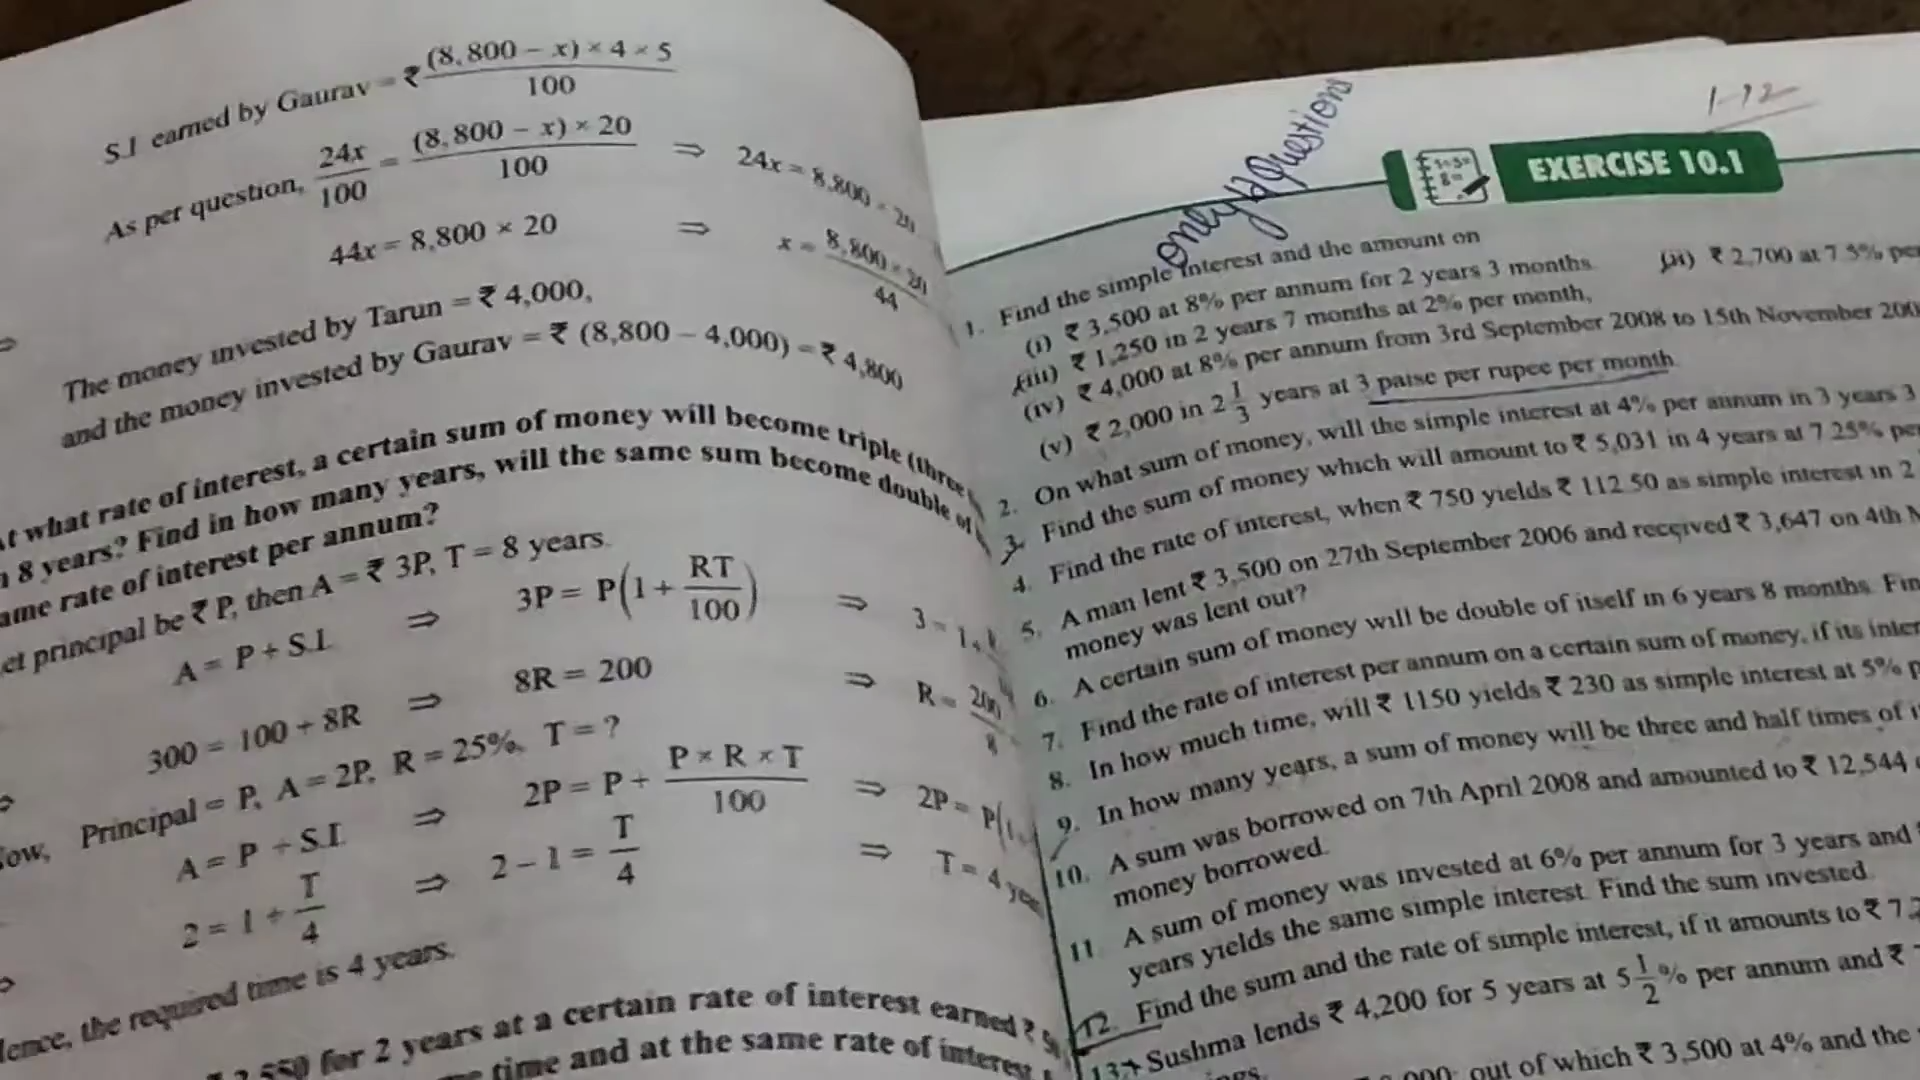 S.I earned by Gaurav = ₹ (8,800 − x) × 4 × 5 / 100
As per question, 24x/100 = (8,800 − x) × 20 / 100 ⇒ 24x = 8,800 × 20
44x = 8,800 × 20 ⇒ x = 8,800 × 20 / 44
The money invested by Tarun = ₹ 4,000,
and the money invested by Gaurav = ₹ (8,800 − 4,000) = ₹ 4,800
what rate of interest, a certain sum of money will become triple (three
8 years? Find in how many years, will the same sum become double of
rate of interest per annum?
principal be ₹ P, then A = ₹ 3P, T = 8 years.
A = P + S.I. ⇒ 3P = P(1 + RT/100) ⇒ 3 = 1 +
300 = 100 + 8R ⇒ 8R = 200 ⇒ R = 200/8
Principal = P, A = 2P, R = 25%, T = ?
A = P + S.I. ⇒ 2P = P + P × R × T / 100 ⇒ 2P = P(1
2 = 1 + T/4 ⇒ 2 − 1 = T/4 ⇒ T = 4
the required time is 4 years.
for 2 years at a certain rate of interest earned ₹
time and at the same rate of interest
1-12
only 12 Question
EXERCISE 10.1
1. Find the simple interest and the amount on
(i) ₹ 3,500 at 8% per annum for 2 years 3 months. (ii) ₹ 2,700 at 7.5% per
(iii) ₹ 1,250 in 2 years 7 months at 2% per month,
(iv) ₹ 4,000 at 8% per annum from 3rd September 2008 to 15th November
(v) ₹ 2,000 in 2 1/3 years at 3 paise per rupee per month.
2. On what sum of money, will the simple interest at 4% per annum in 3 years 3
3. Find the sum of money which will amount to ₹ 5,031 in 4 years at 7.25% per
4. Find the rate of interest, when ₹ 750 yields ₹ 112.50 as simple interest in 2
5. A man lent ₹ 3,500 on 27th September 2006 and received ₹ 3,647 on 4th
money was lent out?
6. A certain sum of money will be double of itself in 6 years 8 months.
7. Find the rate of interest per annum on a certain sum of money, if its
8. In how much time, will ₹ 1150 yields ₹ 230 as simple interest at 5%
9. In how many years, a sum of money will be three and half times of
10. A sum was borrowed on 7th April 2008 and amounted to ₹ 12,544
money borrowed.
11. A sum of money was invested at 6% per annum for 3 years and
years yields the same simple interest. Find the sum invested.
12. Find the sum and the rate of simple interest, if it amounts to ₹
13. Sushma lends ₹ 4,200 for 5 years at 5 1/2% per annum and ₹
out of which ₹ 3,500 at 4% and the